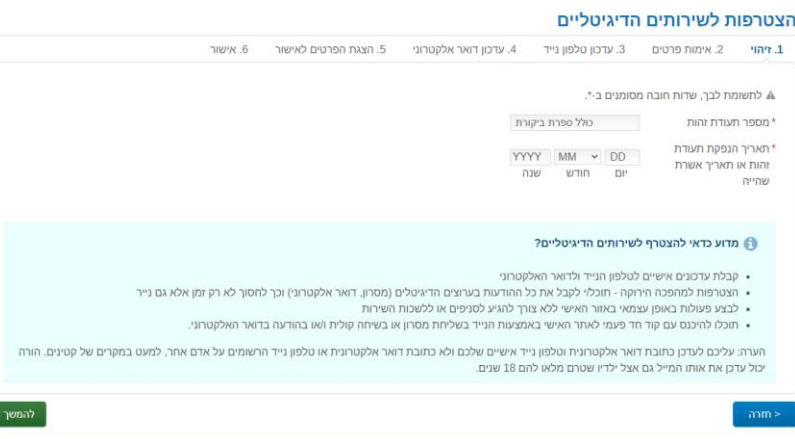 הצטרפות לשירותים הדיגיטליים
1. זיהוי 2. אימות פרטים 3. עדכון טלפון נייד 4. עדכון דואר אלקטרוני 5. הצגת הפרטים לאישור 6. אישור
לתשומת לבך, שדות חובה מסומנים ב-*.
* מספר תעודת זהות כולל ספרת ביקורת
* תאריך הנפקת תעודת
זהות או תאריך אשרת
שהייה
DD MM YYYY
יום חודש שנה
מדוע כדאי להצטרף לשירותים הדיגיטליים?
• קבלת עדכונים אישיים לטלפון הנייד ולדואר האלקטרוני
• הצטרפות למהפכה הירוקה - תוכל/י לקבל את כל ההודעות בערוצים הדיגיטלים (מסרון, דואר אלקטרוני) וכך לחסוך לא רק זמן אלא גם נייר
• לבצע פעולות באופן עצמאי באזור האישי ללא צורך להגיע לסניפים או ללשכות השירות
• תוכלו להיכנס עם קוד חד פעמי לאתר האישי באמצעות הנייד בשליחת מסרון או בשיחה קולית ו/או בהודעה בדואר האלקטרוני.
הערה: עליכם לעדכן כתובת דואר אלקטרונית וטלפון נייד אישיים שלכם ולא כתובת דואר אלקטרונית או טלפון נייד הרשומים על אדם אחר, למעט במקרים של קטינים. הורה
יכול עדכן את אותו המייל גם אצל ילדיו שטרם מלאו להם 18 שנים.
< חזרה
להמשך